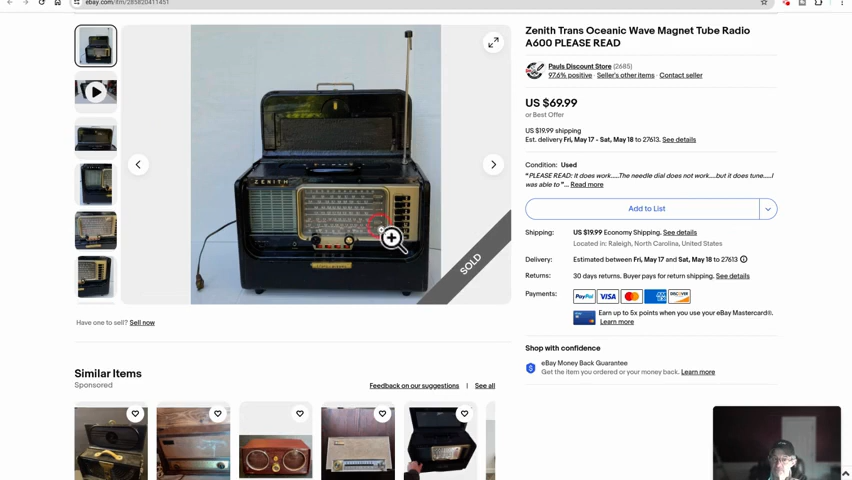 ebay.com/itm/285820411451
Zenith Trans Oceanic Wave Magnet Tube Radio
A600 PLEASE READ
Pauls Discount Store (2685)
97.6% positive · Seller's other items · Contact seller
US $69.99
or Best Offer
US $19.99 shipping
Est. delivery Fri, May 17 - Sat, May 18 to 27613. See details
Condition: Used
"PLEASE READ: It does work.....The needle dial does not work...but it does tune.....I
was able to" ... Read more
Add to List
Shipping: US $19.99 Economy Shipping. See details
Located in: Raleigh, North Carolina, United States
Delivery: Estimated between Fri, May 17 and Sat, May 18 to 27613
Returns: 30 days returns. Buyer pays for return shipping. See details
Payments: PayPal VISA DISCOVER
Earn up to 5x points when you use your eBay Mastercard®.
Learn more
Shop with confidence
eBay Money Back Guarantee
Get the item you ordered or your money back. Learn more
ZENITH
SOLD
Have one to sell? Sell now
Similar Items
Sponsored
Feedback on our suggestions | See all